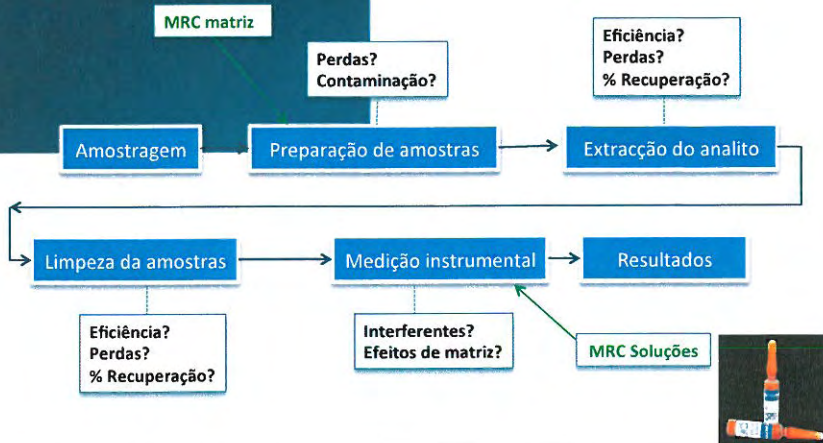 MRC matriz
Perdas?
Contaminação?
Eficiência?
Perdas?
% Recuperação?
Amostragem
Preparação de amostras
Extracção do analito
Limpeza da amostras
Medição instrumental
Resultados
Eficiência?
Perdas?
% Recuperação?
Interferentes?
Efeitos de matriz?
MRC Soluções